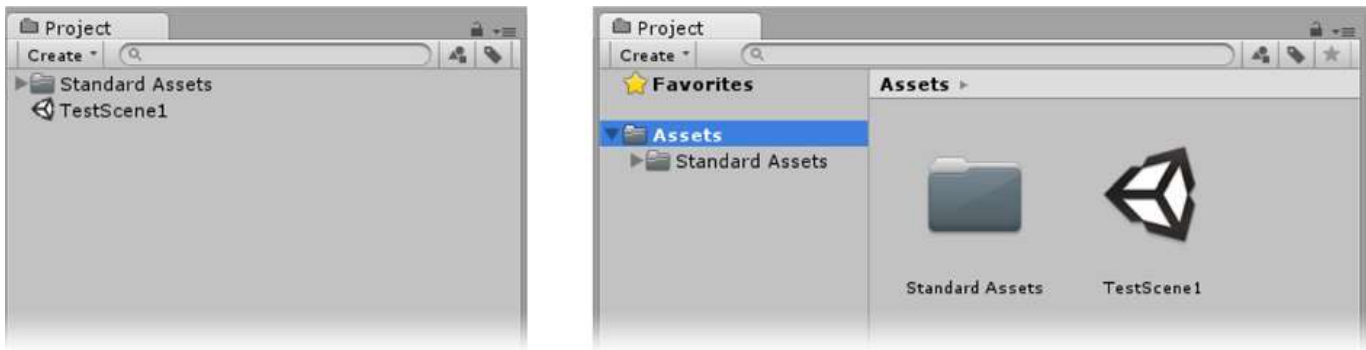 Project
Create
Standard Assets
TestScene1
Project
Create
Favorites
Assets
Standard Assets
Assets
Standard Assets
TestScene1